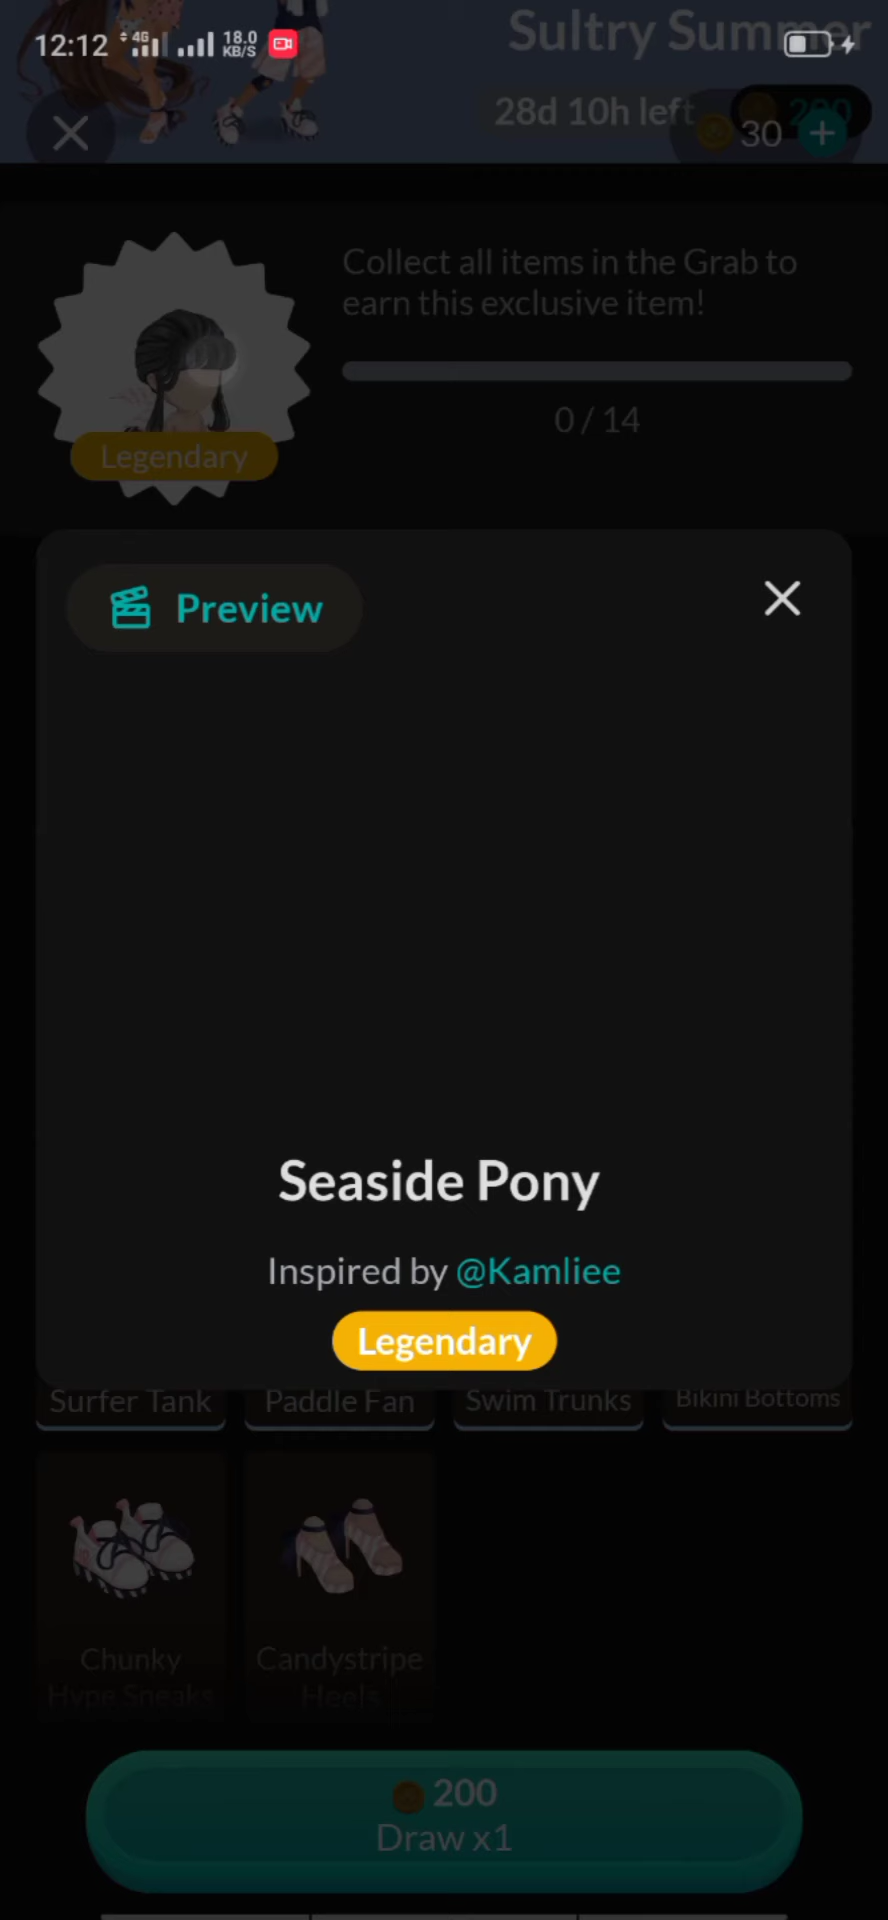 Sultry Summer
12:12 4G 18.0 KB/S
28d 10h left
200
30
Collect all items in the Grab to
earn this exclusive item!
0 / 14
Legendary
Preview
Seaside Pony
Inspired by @Kamliee
Legendary
Surfer Tank
Paddle Fan
Swim Trunks
Bikini Bottoms
Chunky
Hype Sneaks
Candystripe
Heels
200
Draw x1